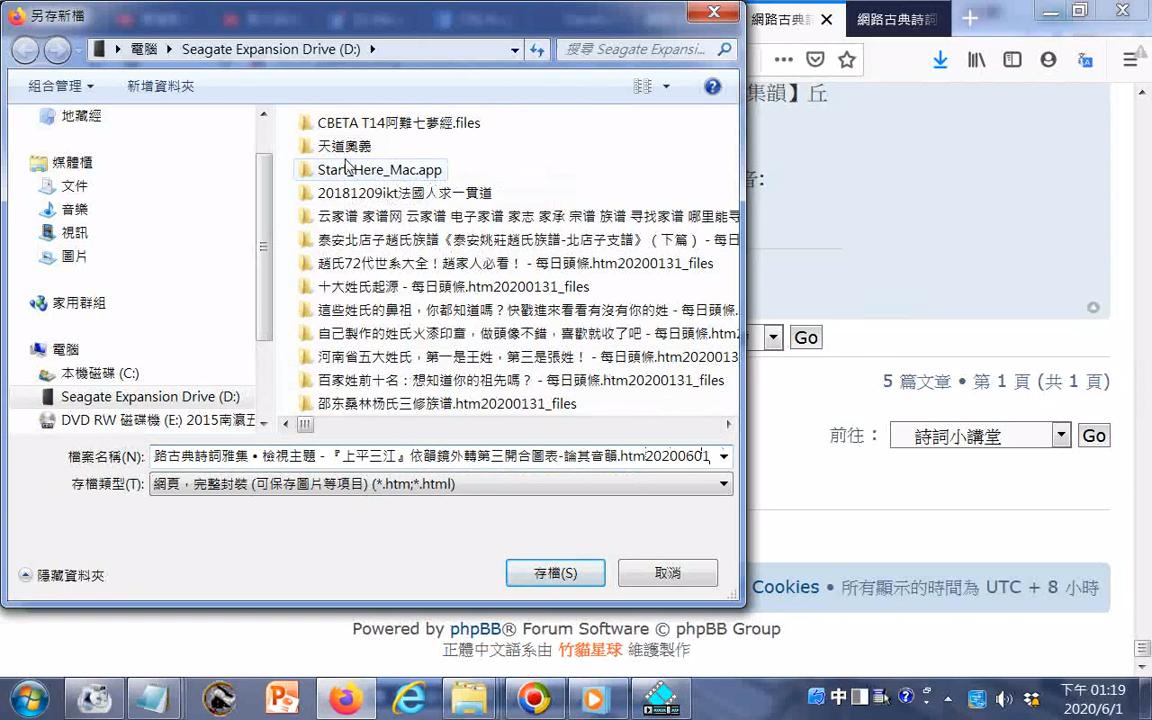 另存新檔
電腦
Seagate Expansion Drive (D:)
搜尋 Seagate Expansi...
組合管理
新增資料夾
地藏經
媒體櫃
文件
音樂
視訊
圖片
家用群組
電腦
本機磁碟 (C:)
Seagate Expansion Drive (D:)
DVD RW 磁碟機 (E:) 2015南瀛五
CBETA T14阿難七夢經.files
天道奧義
Start_Here_Mac.app
20181209ikt法國人求一貫道
云家谱 家谱网 云家谱 电子家谱 家志 家承 宗谱 族谱 寻找家谱 哪里能寻
泰安北店子趙氏族譜《泰安姚莊趙氏族譜-北店子支譜》（下篇） - 每日
趙氏72代世系大全！趙家人必看！ - 每日頭條.htm20200131_files
十大姓氏起源 - 每日頭條.htm20200131_files
這些姓氏的鼻祖，你都知道嗎？快戳進來看看有沒有你的姓 - 每日頭條.
自己製作的姓氏火漆印章，做頭像不錯，喜歡就收了吧 - 每日頭條.htm2
河南省五大姓氏，第一是王姓，第三是張姓！ - 每日頭條.htm2020013
百家姓前十名：想知道你的祖先嗎？ - 每日頭條.htm20200131_files
邵东桑林杨氏三修族谱.htm20200131_files
檔案名稱(N):
路古典詩詞雅集 • 檢視主題 - 『上平三江』依韻鏡外轉第三開合圖表-論其音韻.htm20200601
存檔類型(T):
網頁，完整封裝 (可保存圖片等項目) (*.htm;*.html)
隱藏資料夾
存檔(S)
取消
網路古典詩
網路古典詩詞
集韻】丘
音:
Go
5 篇文章 • 第 1 頁 (共 1 頁)
前往：
詩詞小講堂
Go
Cookies • 所有顯示的時間為 UTC + 8 小時
Powered by phpBB® Forum Software © phpBB Group
正體中文語系由 竹貓星球 維護製作
中
下午 01:19
2020/6/1